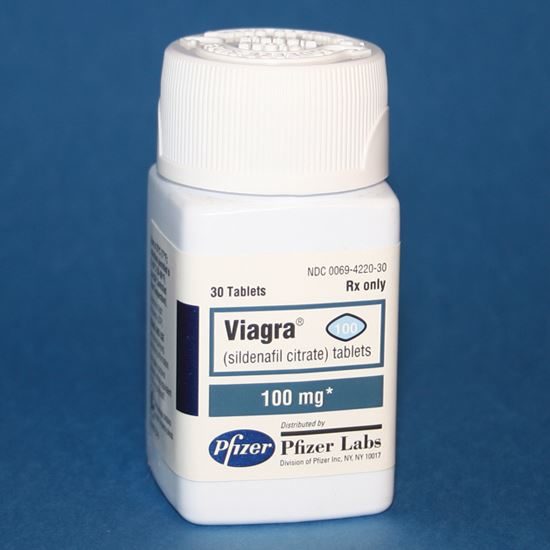 NDC 0069-4220-30
30 Tablets Rx only
Viagra® 100
(sildenafil citrate) tablets
100 mg*
Distributed by
Pfizer Pfizer Labs
Division of Pfizer Inc, NY, NY 10017